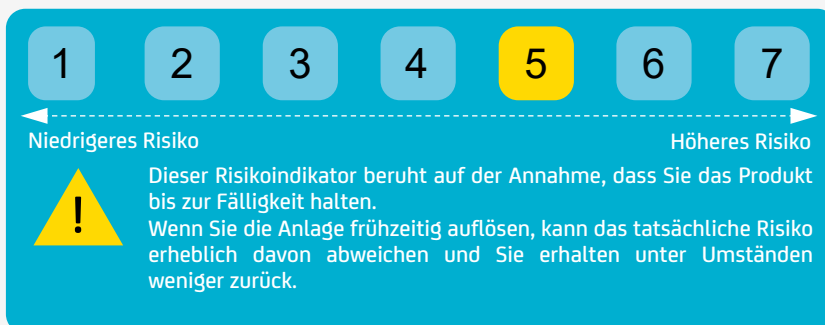 1 2 3 4 5 6 7
Niedrigeres Risiko Höheres Risiko
Dieser Risikoindikator beruht auf der Annahme, dass Sie das Produkt
bis zur Fälligkeit halten.
Wenn Sie die Anlage frühzeitig auflösen, kann das tatsächliche Risiko
erheblich davon abweichen und Sie erhalten unter Umständen
weniger zurück.
!